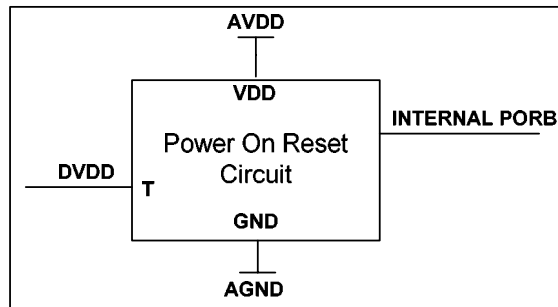 AVDD
VDD
INTERNAL PORB
Power On Reset
Circuit
DVDD
T
GND
AGND